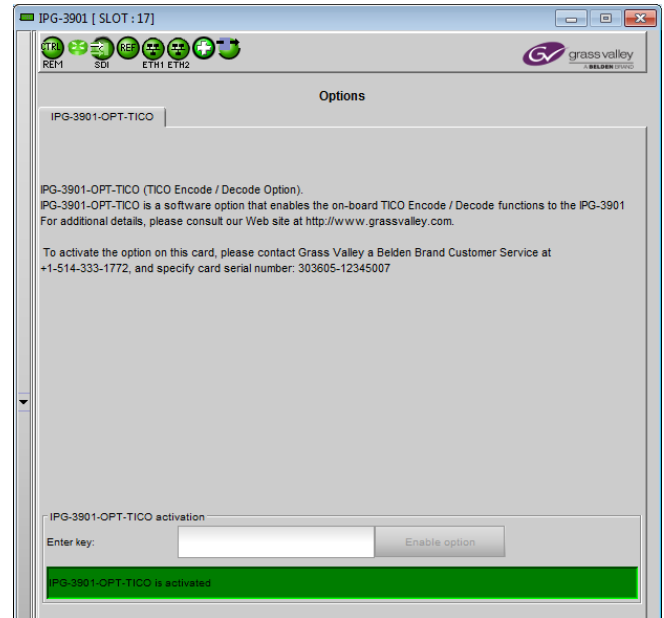 IPG-3901 [ SLOT : 17]
CTRL
REM
SDI
REF
ETH1 ETH2
GV grass valley
A BELDEN BRAND
Options
IPG-3901-OPT-TICO
IPG-3901-OPT-TICO (TICO Encode / Decode Option).
IPG-3901-OPT-TICO is a software option that enables the on-board TICO Encode / Decode functions to the IPG-3901
For additional details, please consult our Web site at http://www.grassvalley.com.
To activate the option on this card, please contact Grass Valley a Belden Brand Customer Service at
+1-514-333-1772, and specify card serial number: 303605-12345007
IPG-3901-OPT-TICO activation
Enter key:
Enable option
IPG-3901-OPT-TICO is activated